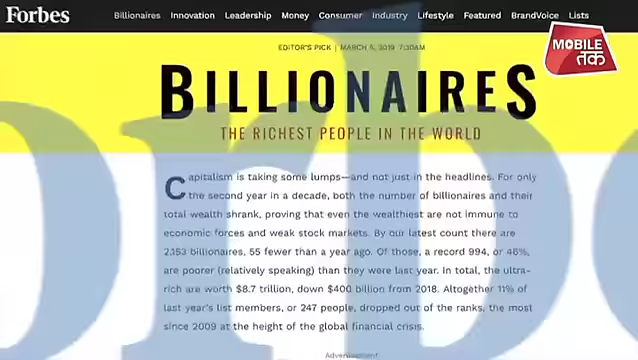 Forbes
Billionaires Innovation Leadership Money Consumer Industry Lifestyle Featured BrandVoice Lists
MOBILE
तक
EDITOR'S PICK | MARCH 5, 2019 7:30AM
BILLIONAIRES
THE RICHEST PEOPLE IN THE WORLD
Capitalism is taking some lumps—and not just in the headlines. For only
the second year in a decade, both the number of billionaires and their
total wealth shrank, proving that even the wealthiest are not immune to
economic forces and weak stock markets. By our latest count there are
2,153 billionaires, 55 fewer than a year ago. Of those, a record 994, or 46%,
are poorer (relatively speaking) than they were last year. In total, the ultra-
rich are worth $8.7 trillion, down $400 billion from 2018. Altogether 11% of
last year's list members, or 247 people, dropped out of the ranks, the most
since 2009 at the height of the global financial crisis.
Advertisement